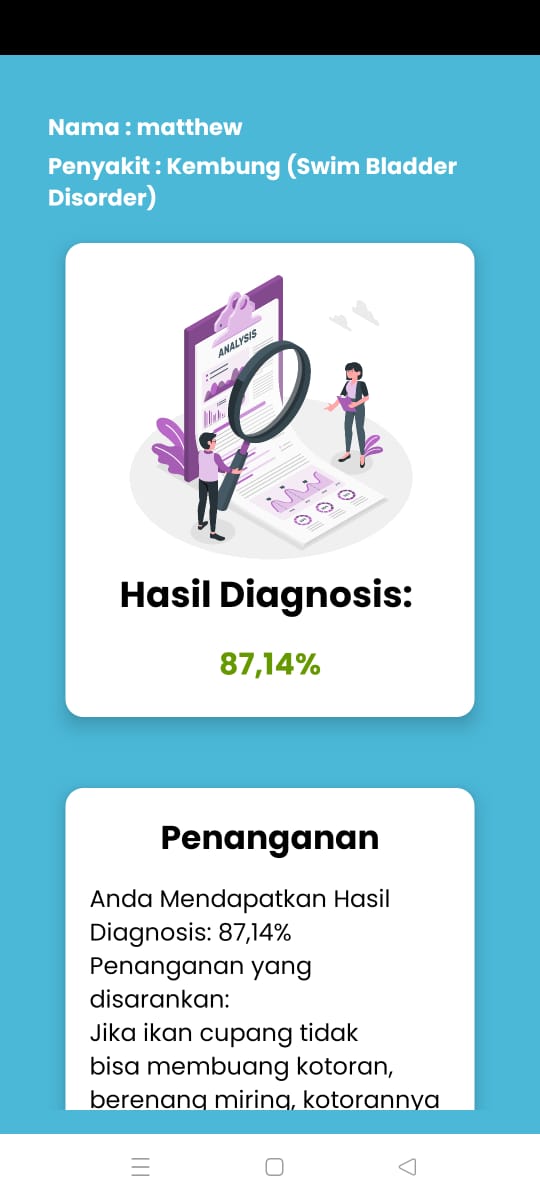 Nama : matthew
Penyakit : Kembung (Swim Bladder
Disorder)
ANALYSIS
Hasil Diagnosis:
87,14%
Penanganan
Anda Mendapatkan Hasil
Diagnosis: 87,14%
Penanganan yang
disarankan:
Jika ikan cupang tidak
bisa membuang kotoran,
berenang miring, kotorannya